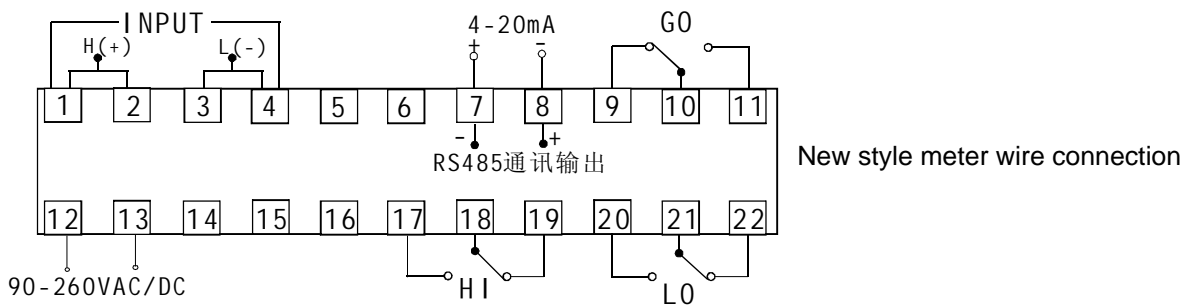 INPUT
4-20mA
GO
H(+)
L(-)
+
-
1 2 3 4 5 6 7 8 9 10 11
- +
RS485通讯输出
New style meter wire connection
12 13 14 15 16 17 18 19 20 21 22
90-260VAC/DC
HI
LO